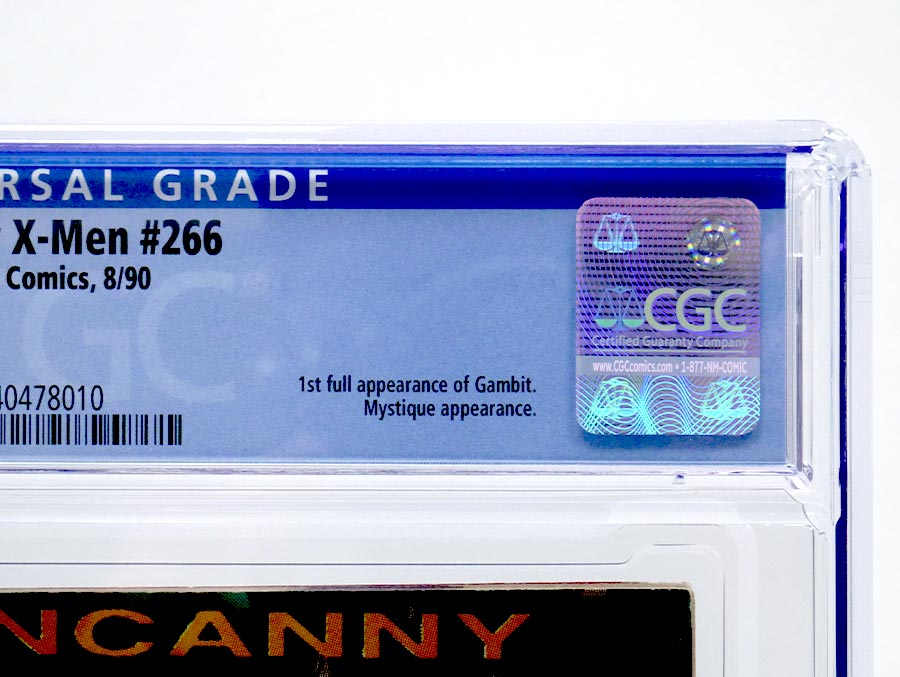 RSAL GRADE
X-Men #266
Comics, 8/90
CGC
40478010
1st full appearance of Gambit.
Mystique appearance.
CGC
Certified Guaranty Company
www.CGCcomics.com • 1-877-NM-COMIC
NCANNY